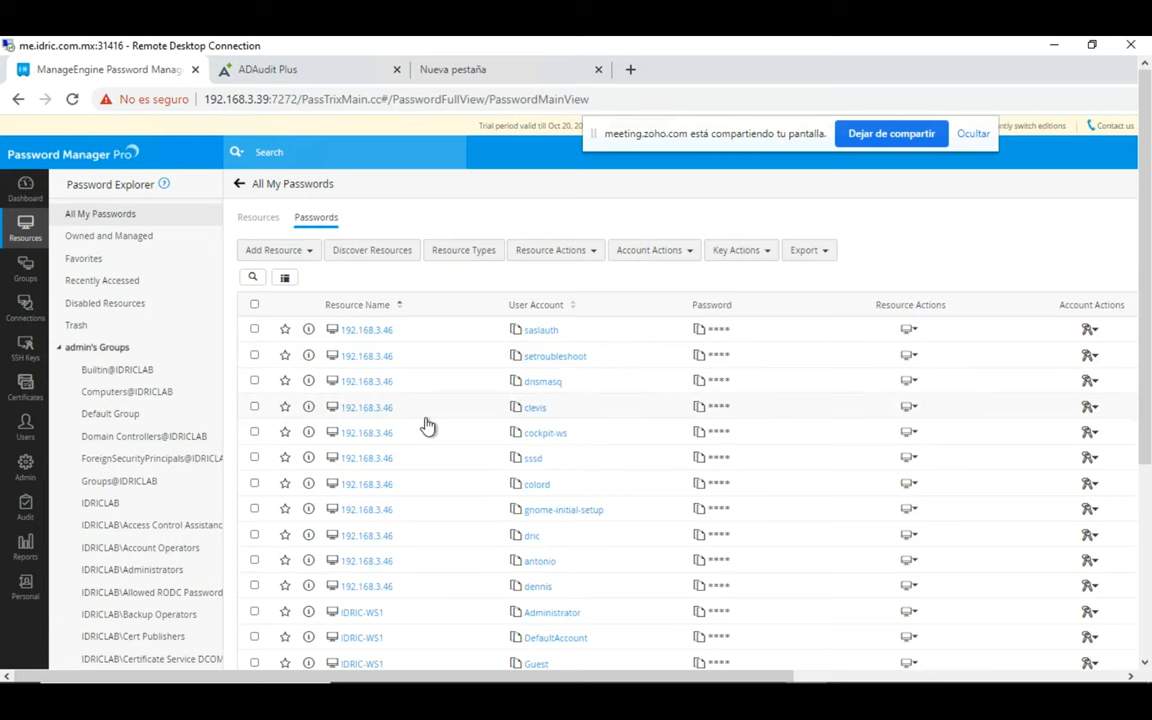 me.idric.com.mx:31416 - Remote Desktop Connection
ManageEngine Password Manag
ADAudit Plus
Nueva pestaña
No es seguro
192.168.3.39:7272/PassTrixMain.cc#/PasswordFullView/PasswordMainView
Trial period valid till Oct 20, 20
meeting.zoho.com está compartiendo tu pantalla.
Dejar de compartir
Ocultar
ently switch editions
Contact us
Password Manager Pro
Search
Dashboard
Resources
Groups
Connections
SSH Keys
Certificates
Users
Admin
Audit
Reports
Personal
Password Explorer
All My Passwords
Owned and Managed
Favorites
Recently Accessed
Disabled Resources
Trash
admin's Groups
Builtin@IDRICLAB
Computers@IDRICLAB
Default Group
Domain Controllers@IDRICLAB
ForeignSecurityPrincipals@IDRICLA
Groups@IDRICLAB
IDRICLAB
IDRICLAB\Access Control Assistanc
IDRICLAB\Account Operators
IDRICLAB\Administrators
IDRICLAB\Allowed RODC Password
IDRICLAB\Backup Operators
IDRICLAB\Cert Publishers
IDRICLAB\Certificate Service DCOM
All My Passwords
Resources Passwords
Add Resource Discover Resources Resource Types Resource Actions Account Actions Key Actions Export
Resource Name User Account Password Resource Actions Account Actions
192.168.3.46 saslauth ****
192.168.3.46 setroubleshoot ****
192.168.3.46 dnsmasq ****
192.168.3.46 clevis ****
192.168.3.46 cockpit-ws ****
192.168.3.46 sssd ****
192.168.3.46 colord ****
192.168.3.46 gnome-initial-setup ****
192.168.3.46 dric ****
192.168.3.46 antonio ****
192.168.3.46 dennis ****
IDRIC-WS1 Administrator ****
IDRIC-WS1 DefaultAccount ****
IDRIC-WS1 Guest ****